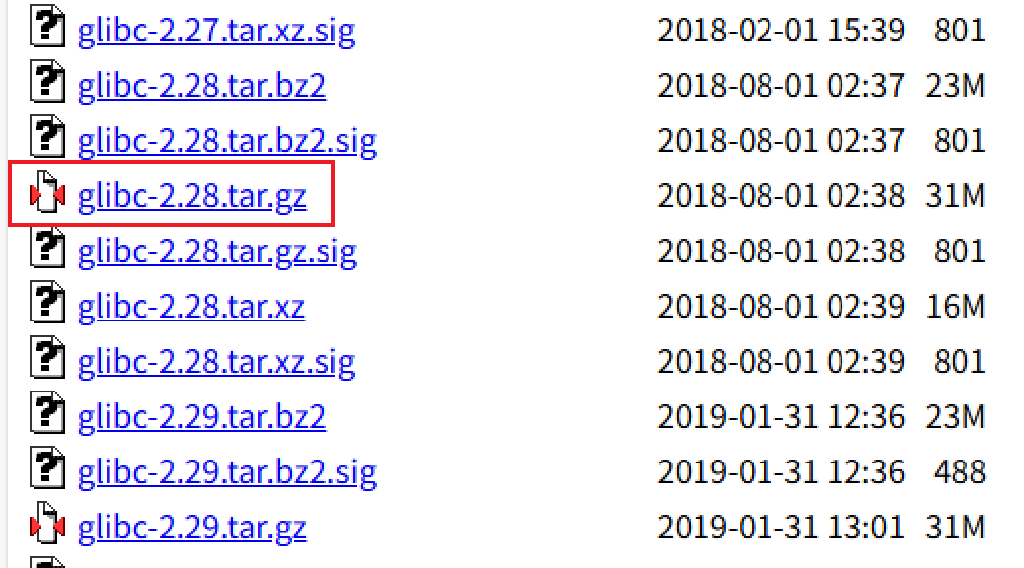 glibc-2.27.tar.xz.sig 2018-02-01 15:39 801
glibc-2.28.tar.bz2 2018-08-01 02:37 23M
glibc-2.28.tar.bz2.sig 2018-08-01 02:37 801
glibc-2.28.tar.gz 2018-08-01 02:38 31M
glibc-2.28.tar.gz.sig 2018-08-01 02:38 801
glibc-2.28.tar.xz 2018-08-01 02:39 16M
glibc-2.28.tar.xz.sig 2018-08-01 02:39 801
glibc-2.29.tar.bz2 2019-01-31 12:36 23M
glibc-2.29.tar.bz2.sig 2019-01-31 12:36 488
glibc-2.29.tar.gz 2019-01-31 13:01 31M